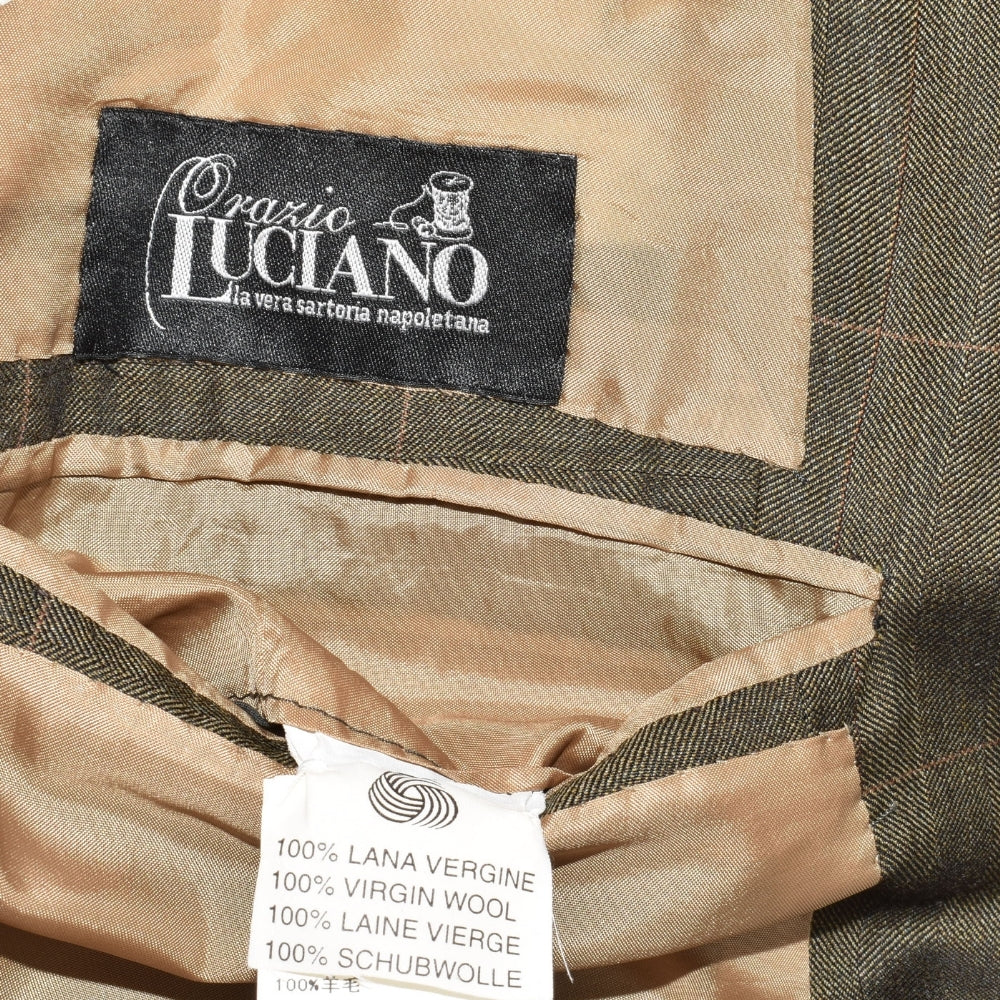 Orazio
LUCIANO
la vera sartoria napoletana
100% LANA VERGINE
100% VIRGIN WOOL
100% LAINE VIERGE
100% SCHUBWOLLE
100%羊毛